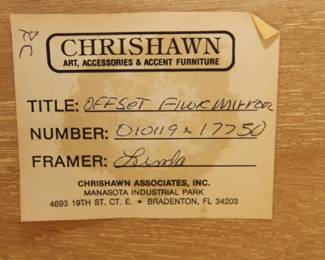 CHRISHAWN
ART, ACCESSORIES & ACCENT FURNITURE
TITLE: OFFSET MIRROR
NUMBER: 010119 17750
FRAMER: Linda
CHRISHAWN ASSOCIATES, INC.
MANASOTA INDUSTRIAL PARK
4693 19TH ST. CT. E. ★ BRADENTON, FL 34203